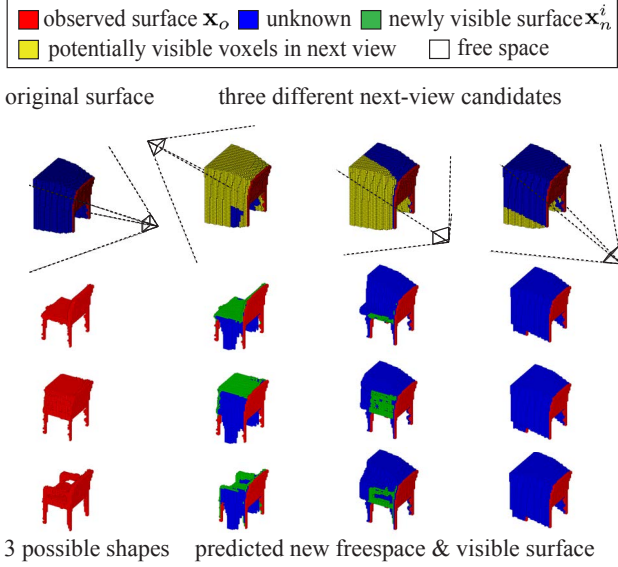 observed surface x_o unknown newly visible surface x_n^i
potentially visible voxels in next view free space
original surface three different next-view candidates
3 possible shapes predicted new freespace & visible surface